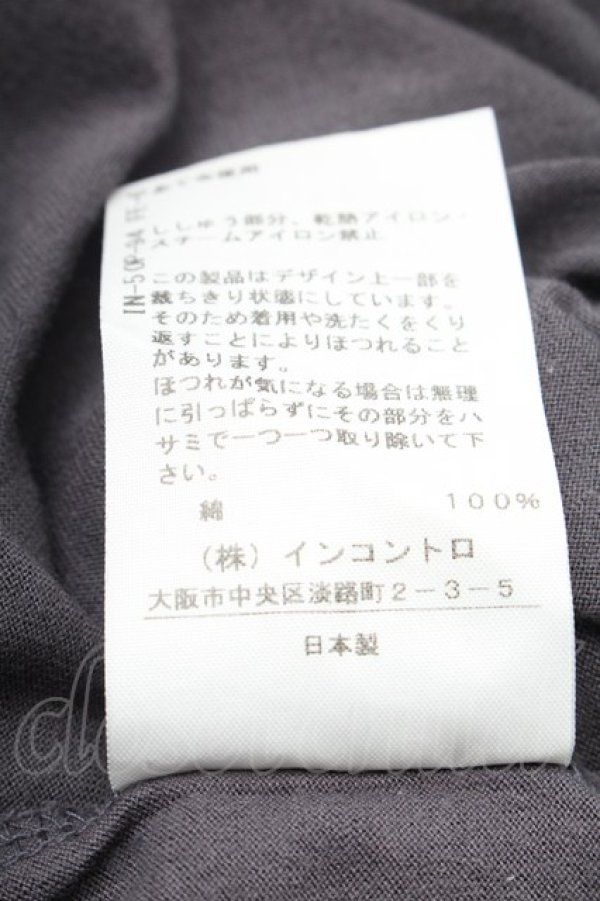 ししゅう部分、乾熱アイロン・
スチームアイロン禁止
この製品はデザイン上一部を
裁ちきり状態にしています。
そのため着用や洗たくをくり
返すことによりほつれること
があります。
ほつれが気になる場合は無理
に引っぱらずにその部分をハ
サミで一つ一つ取り除いて下
さい。
綿 100%
(株) インコントロ
大阪市中央区淡路町2-3-5
日本製